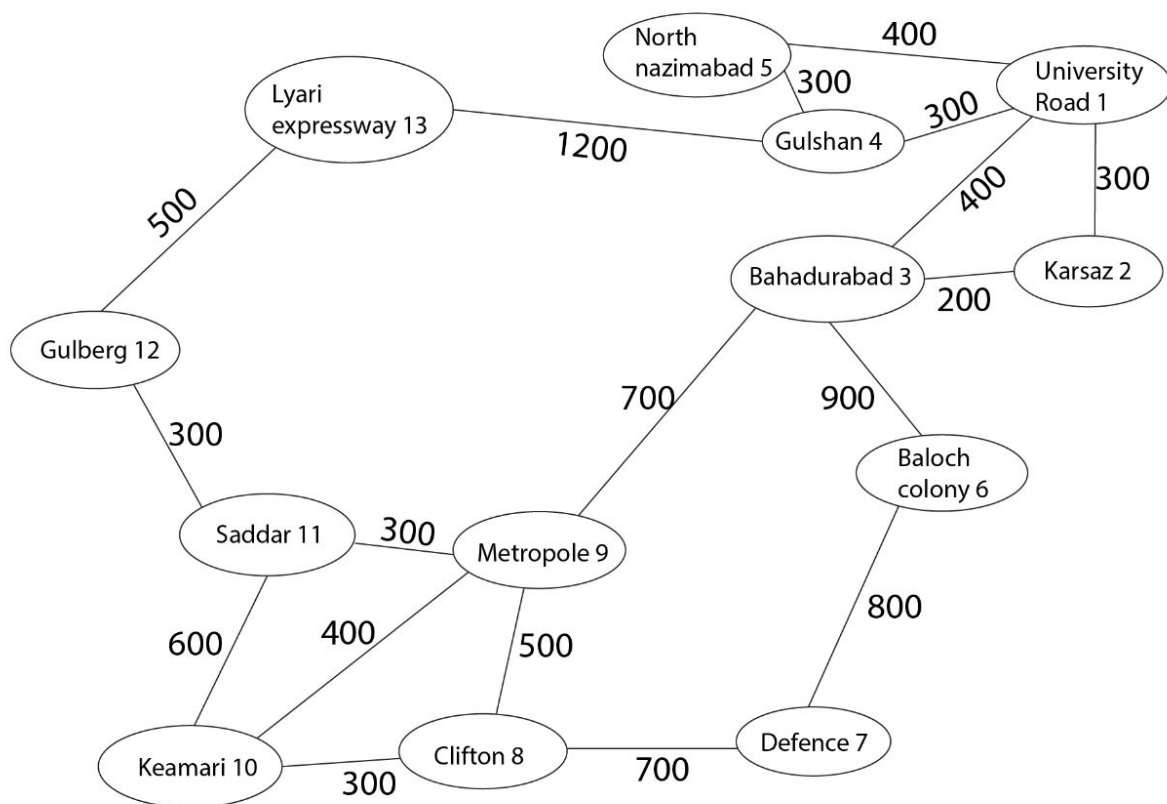 North
nazimabad 5
400
University
Road 1
Lyari
expressway 13
300
300
Gulshan 4
1200
400
300
500
Bahadurabad 3
200
Karsaz 2
Gulberg 12
700
900
300
Baloch
colony 6
Saddar 11
300
Metropole 9
600
400
500
800
Keamari 10
300
Clifton 8
700
Defence 7